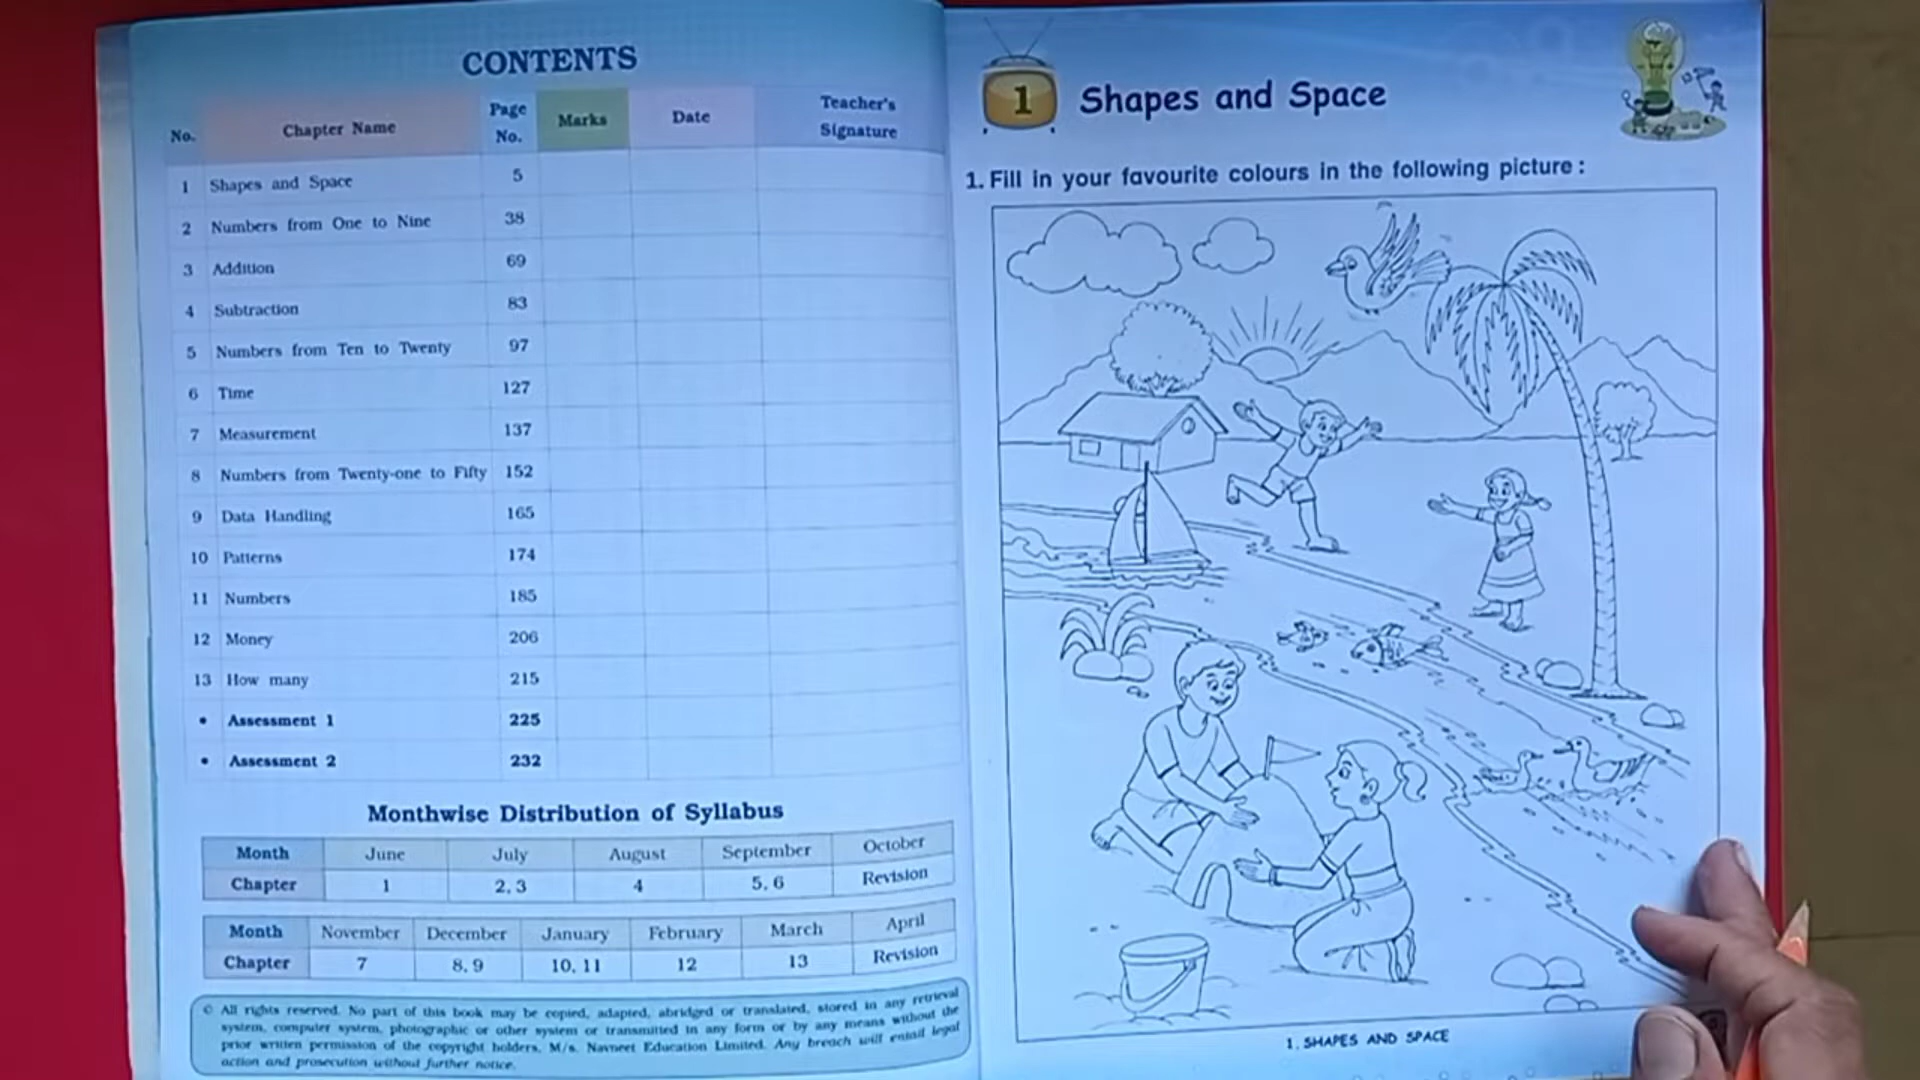 CONTENTS
No. Chapter Name Page No. Marks Date Teacher's Signature
1 Shapes and Space 5
2 Numbers from One to Nine 38
3 Addition 69
4 Subtraction 83
5 Numbers from Ten to Twenty 97
6 Time 127
7 Measurement 137
8 Numbers from Twenty-one to Fifty 152
9 Data Handling 165
10 Patterns 174
11 Numbers 185
12 Money 206
13 How many 215
• Assessment 1 225
• Assessment 2 232
Monthwise Distribution of Syllabus
Month June July August September October
Chapter 1 2, 3 4 5, 6 Revision
Month November December January February March April
Chapter 7 8, 9 10, 11 12 13 Revision
© All rights reserved. No part of this book may be copied, adapted, abridged or translated, stored in any retrieval
system, computer system, photographic or other system or transmitted in any form or by any means without the
prior written permission of the copyright holders, M/s. Navneet Education Limited. Any breach will entail legal
action and prosecution without further notice.
1 Shapes and Space
1. Fill in your favourite colours in the following picture :
1. SHAPES AND SPACE